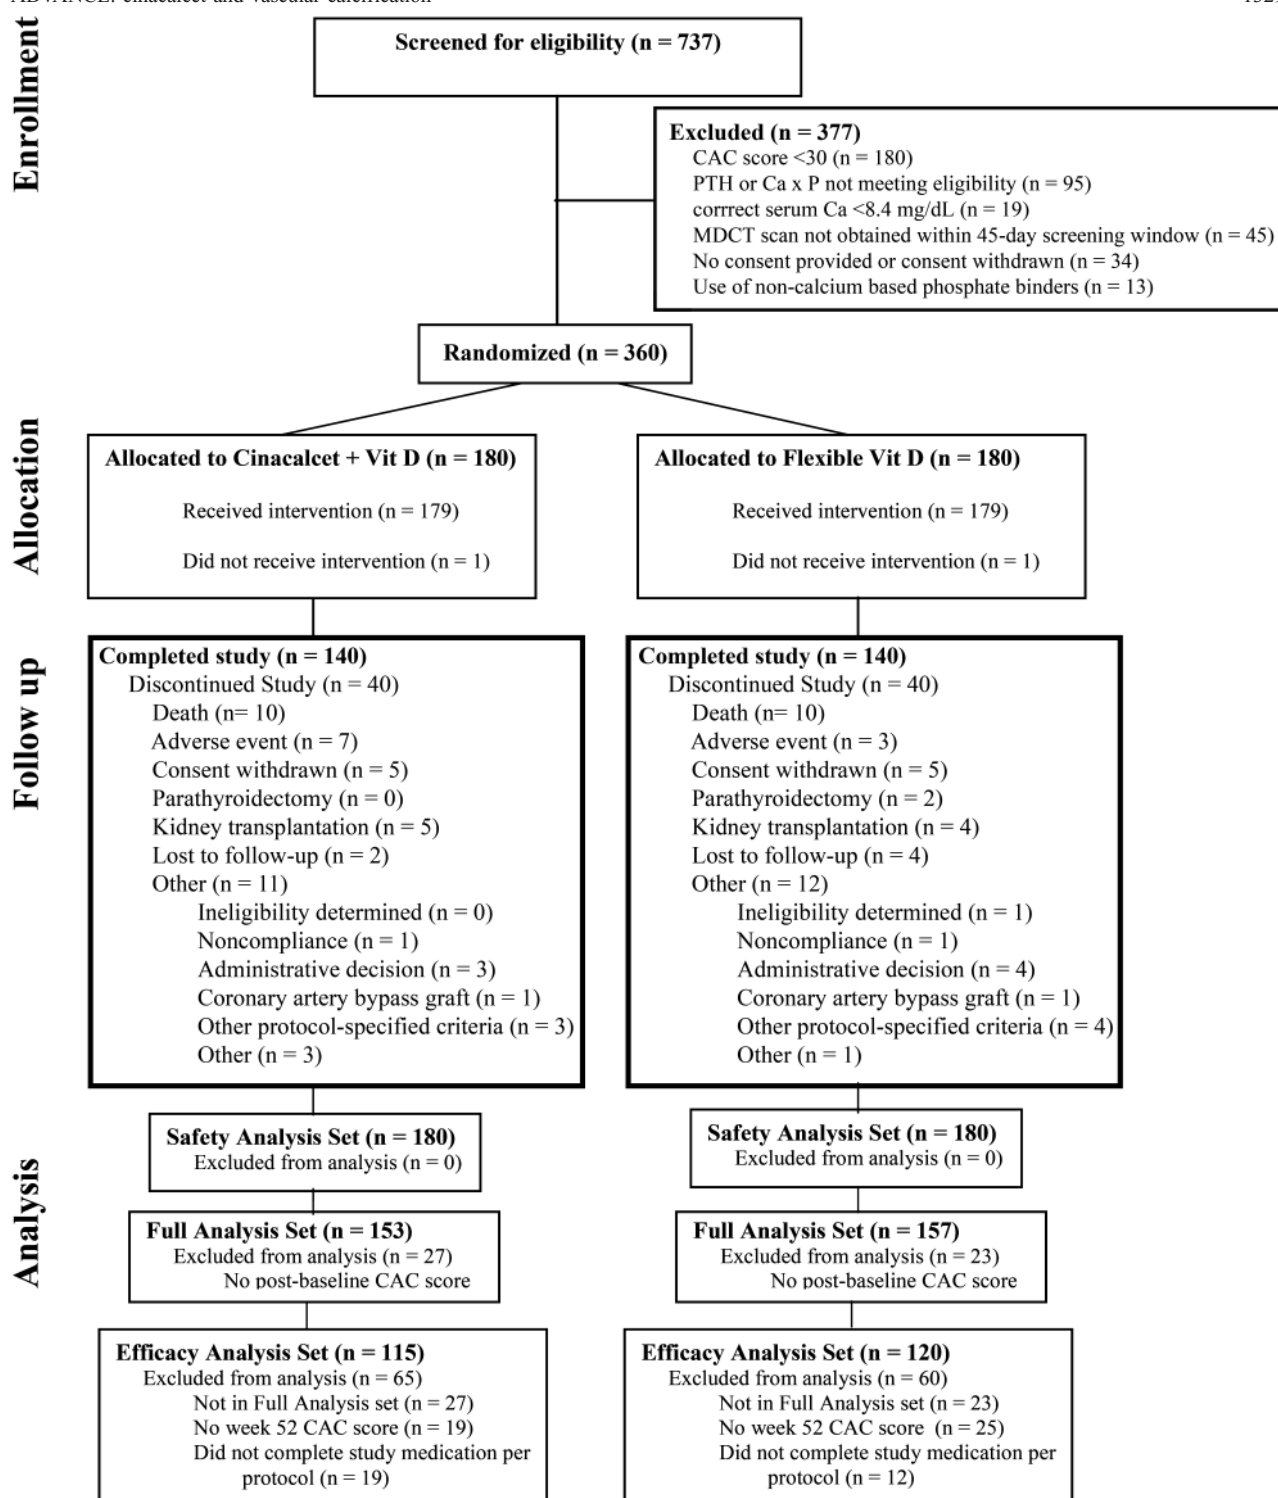 ADVANCE: cinacalcet and vascular calcification
Enrollment
Screened for eligibility (n = 737)
Excluded (n = 377)
CAC score <30 (n = 180)
PTH or Ca x P not meeting eligibility (n = 95)
corrrect serum Ca <8.4 mg/dL (n = 19)
MDCT scan not obtained within 45-day screening window (n = 45)
No consent provided or consent withdrawn (n = 34)
Use of non-calcium based phosphate binders (n = 13)
Randomized (n = 360)
Allocation
Allocated to Cinacalcet + Vit D (n = 180)
Received intervention (n = 179)
Did not receive intervention (n = 1)
Allocated to Flexible Vit D (n = 180)
Received intervention (n = 179)
Did not receive intervention (n = 1)
Follow up
Completed study (n = 140)
Discontinued Study (n = 40)
Death (n= 10)
Adverse event (n = 7)
Consent withdrawn (n = 5)
Parathyroidectomy (n = 0)
Kidney transplantation (n = 5)
Lost to follow-up (n = 2)
Other (n = 11)
Ineligibility determined (n = 0)
Noncompliance (n = 1)
Administrative decision (n = 3)
Coronary artery bypass graft (n = 1)
Other protocol-specified criteria (n = 3)
Other (n = 3)
Completed study (n = 140)
Discontinued Study (n = 40)
Death (n= 10)
Adverse event (n = 3)
Consent withdrawn (n = 5)
Parathyroidectomy (n = 2)
Kidney transplantation (n = 4)
Lost to follow-up (n = 4)
Other (n = 12)
Ineligibility determined (n = 1)
Noncompliance (n = 1)
Administrative decision (n = 4)
Coronary artery bypass graft (n = 1)
Other protocol-specified criteria (n = 4)
Other (n = 1)
Analysis
Safety Analysis Set (n = 180)
Excluded from analysis (n = 0)
Safety Analysis Set (n = 180)
Excluded from analysis (n = 0)
Full Analysis Set (n = 153)
Excluded from analysis (n = 27)
No post-baseline CAC score
Full Analysis Set (n = 157)
Excluded from analysis (n = 23)
No post-baseline CAC score
Efficacy Analysis Set (n = 115)
Excluded from analysis (n = 65)
Not in Full Analysis set (n = 27)
No week 52 CAC score (n = 19)
Did not complete study medication per
protocol (n = 19)
Efficacy Analysis Set (n = 120)
Excluded from analysis (n = 60)
Not in Full Analysis set (n = 23)
No week 52 CAC score (n = 25)
Did not complete study medication per
protocol (n = 12)